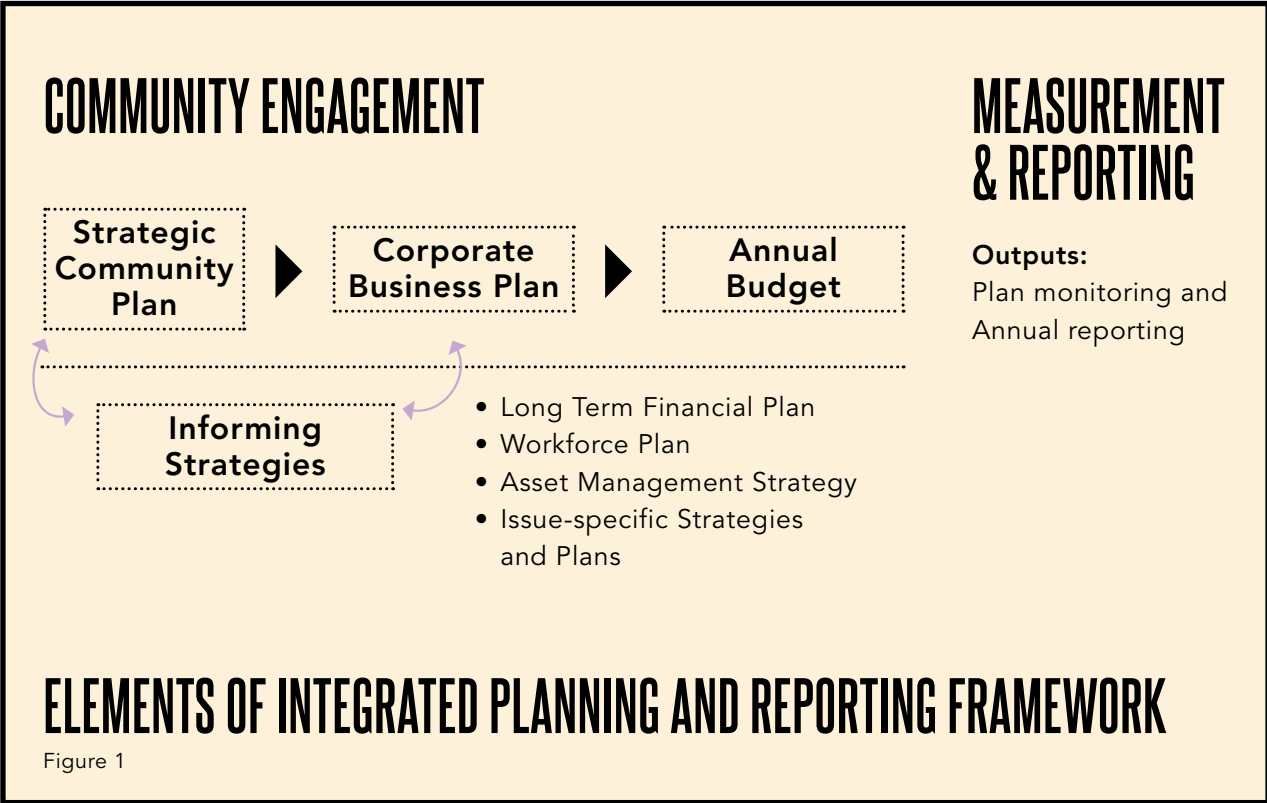 COMMUNITY ENGAGEMENT
MEASUREMENT
& REPORTING
Strategic
Community
Plan
Corporate
Business Plan
Annual
Budget
Outputs:
Plan monitoring and
Annual reporting
Informing
Strategies
• Long Term Financial Plan
• Workforce Plan
• Asset Management Strategy
• Issue-specific Strategies
and Plans
ELEMENTS OF INTEGRATED PLANNING AND REPORTING FRAMEWORK
Figure 1